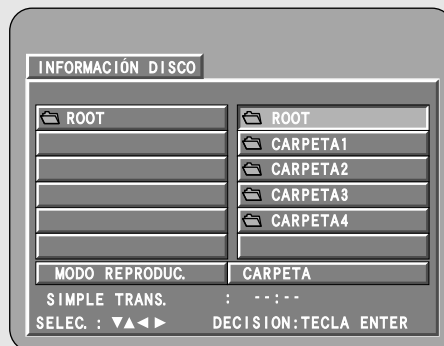 INFORMACIÓN DISCO
ROOT ROOT
CARPETA1
CARPETA2
CARPETA3
CARPETA4
MODO REPRODUC. CARPETA
SIMPLE TRANS. : --:--
SELEC. : ▼▲◀ ▶ DECISION:TECLA ENTER